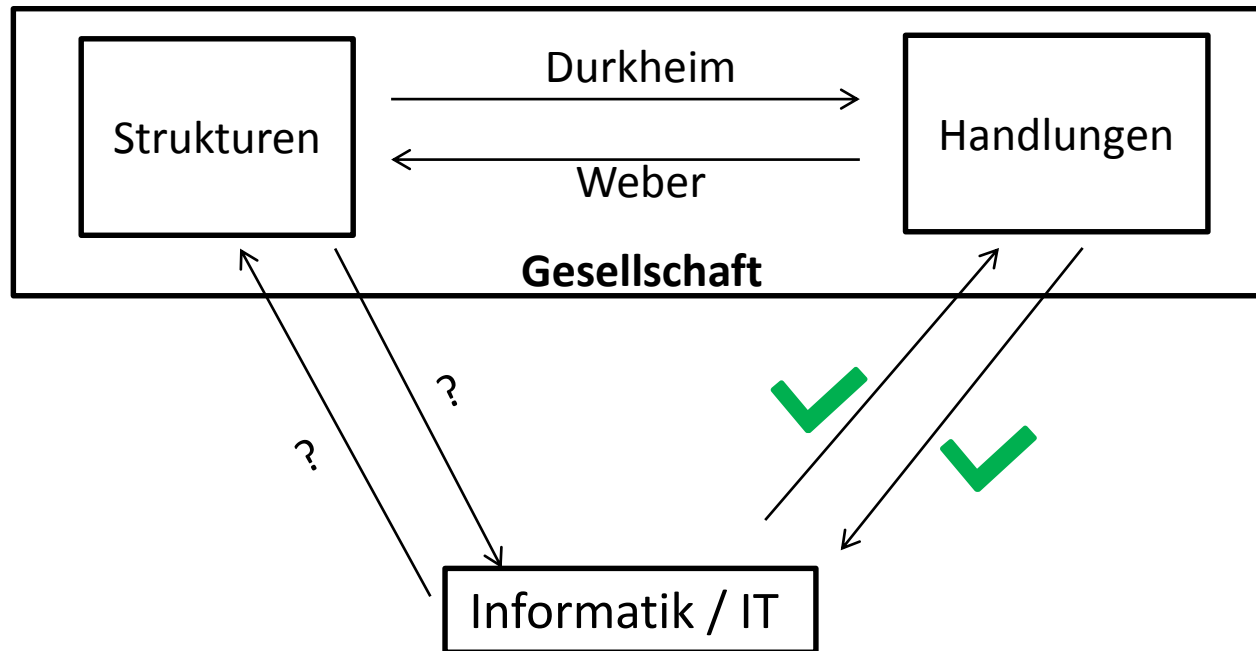 Durkheim
Strukturen
Handlungen
Weber
Gesellschaft
?
?
Informatik / IT